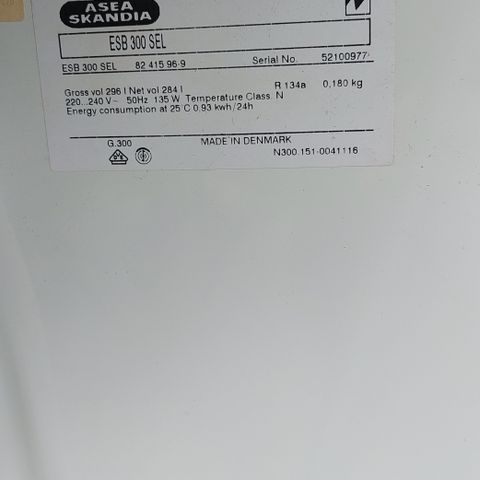 ASEA
SKANDIA
ESB 300 SEL
ESB 300 SEL 82 415 96-9 Serial No. 52100977
Gross vol 296 l Net vol 284 l R 134a 0,180 kg
220...240 V~ 50Hz 135 W Temperature Class. N
Energy consumption at 25°C 0.93 kwh/24h
G.300 MADE IN DENMARK
N300.151-0041116